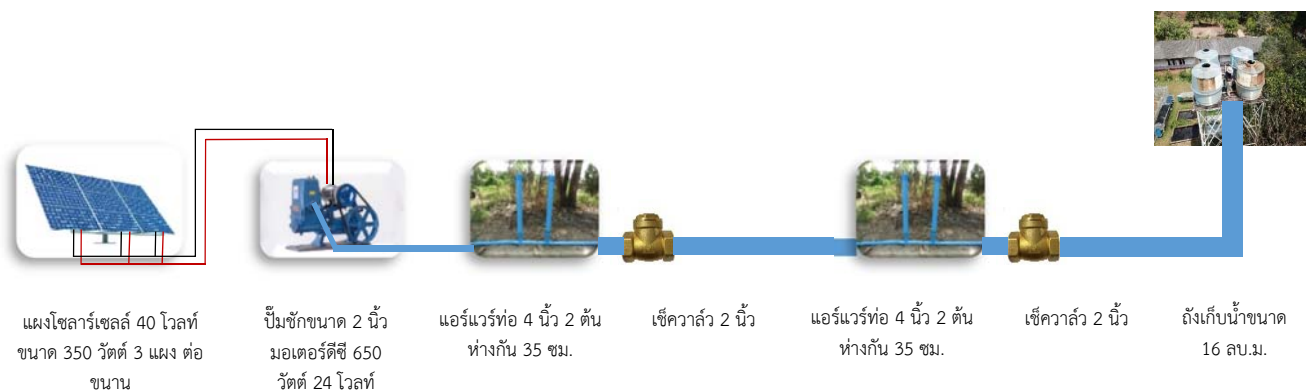 แผงโซลาร์เซลล์ 40 โวลท์
ขนาด 350 วัตต์ 3 แผง ต่อ
ขนาน
ปั๊มชักขนาด 2 นิ้ว
มอเตอร์ดีซี 650
วัตต์ 24 โวลท์
แอร์แวร์ท่อ 4 นิ้ว 2 ต้น
ห่างกัน 35 ซม.
เช็ควาล์ว 2 นิ้ว
แอร์แวร์ท่อ 4 นิ้ว 2 ต้น
ห่างกัน 35 ซม.
เช็ควาล์ว 2 นิ้ว
ถังเก็บน้ำขนาด
16 ลบ.ม.